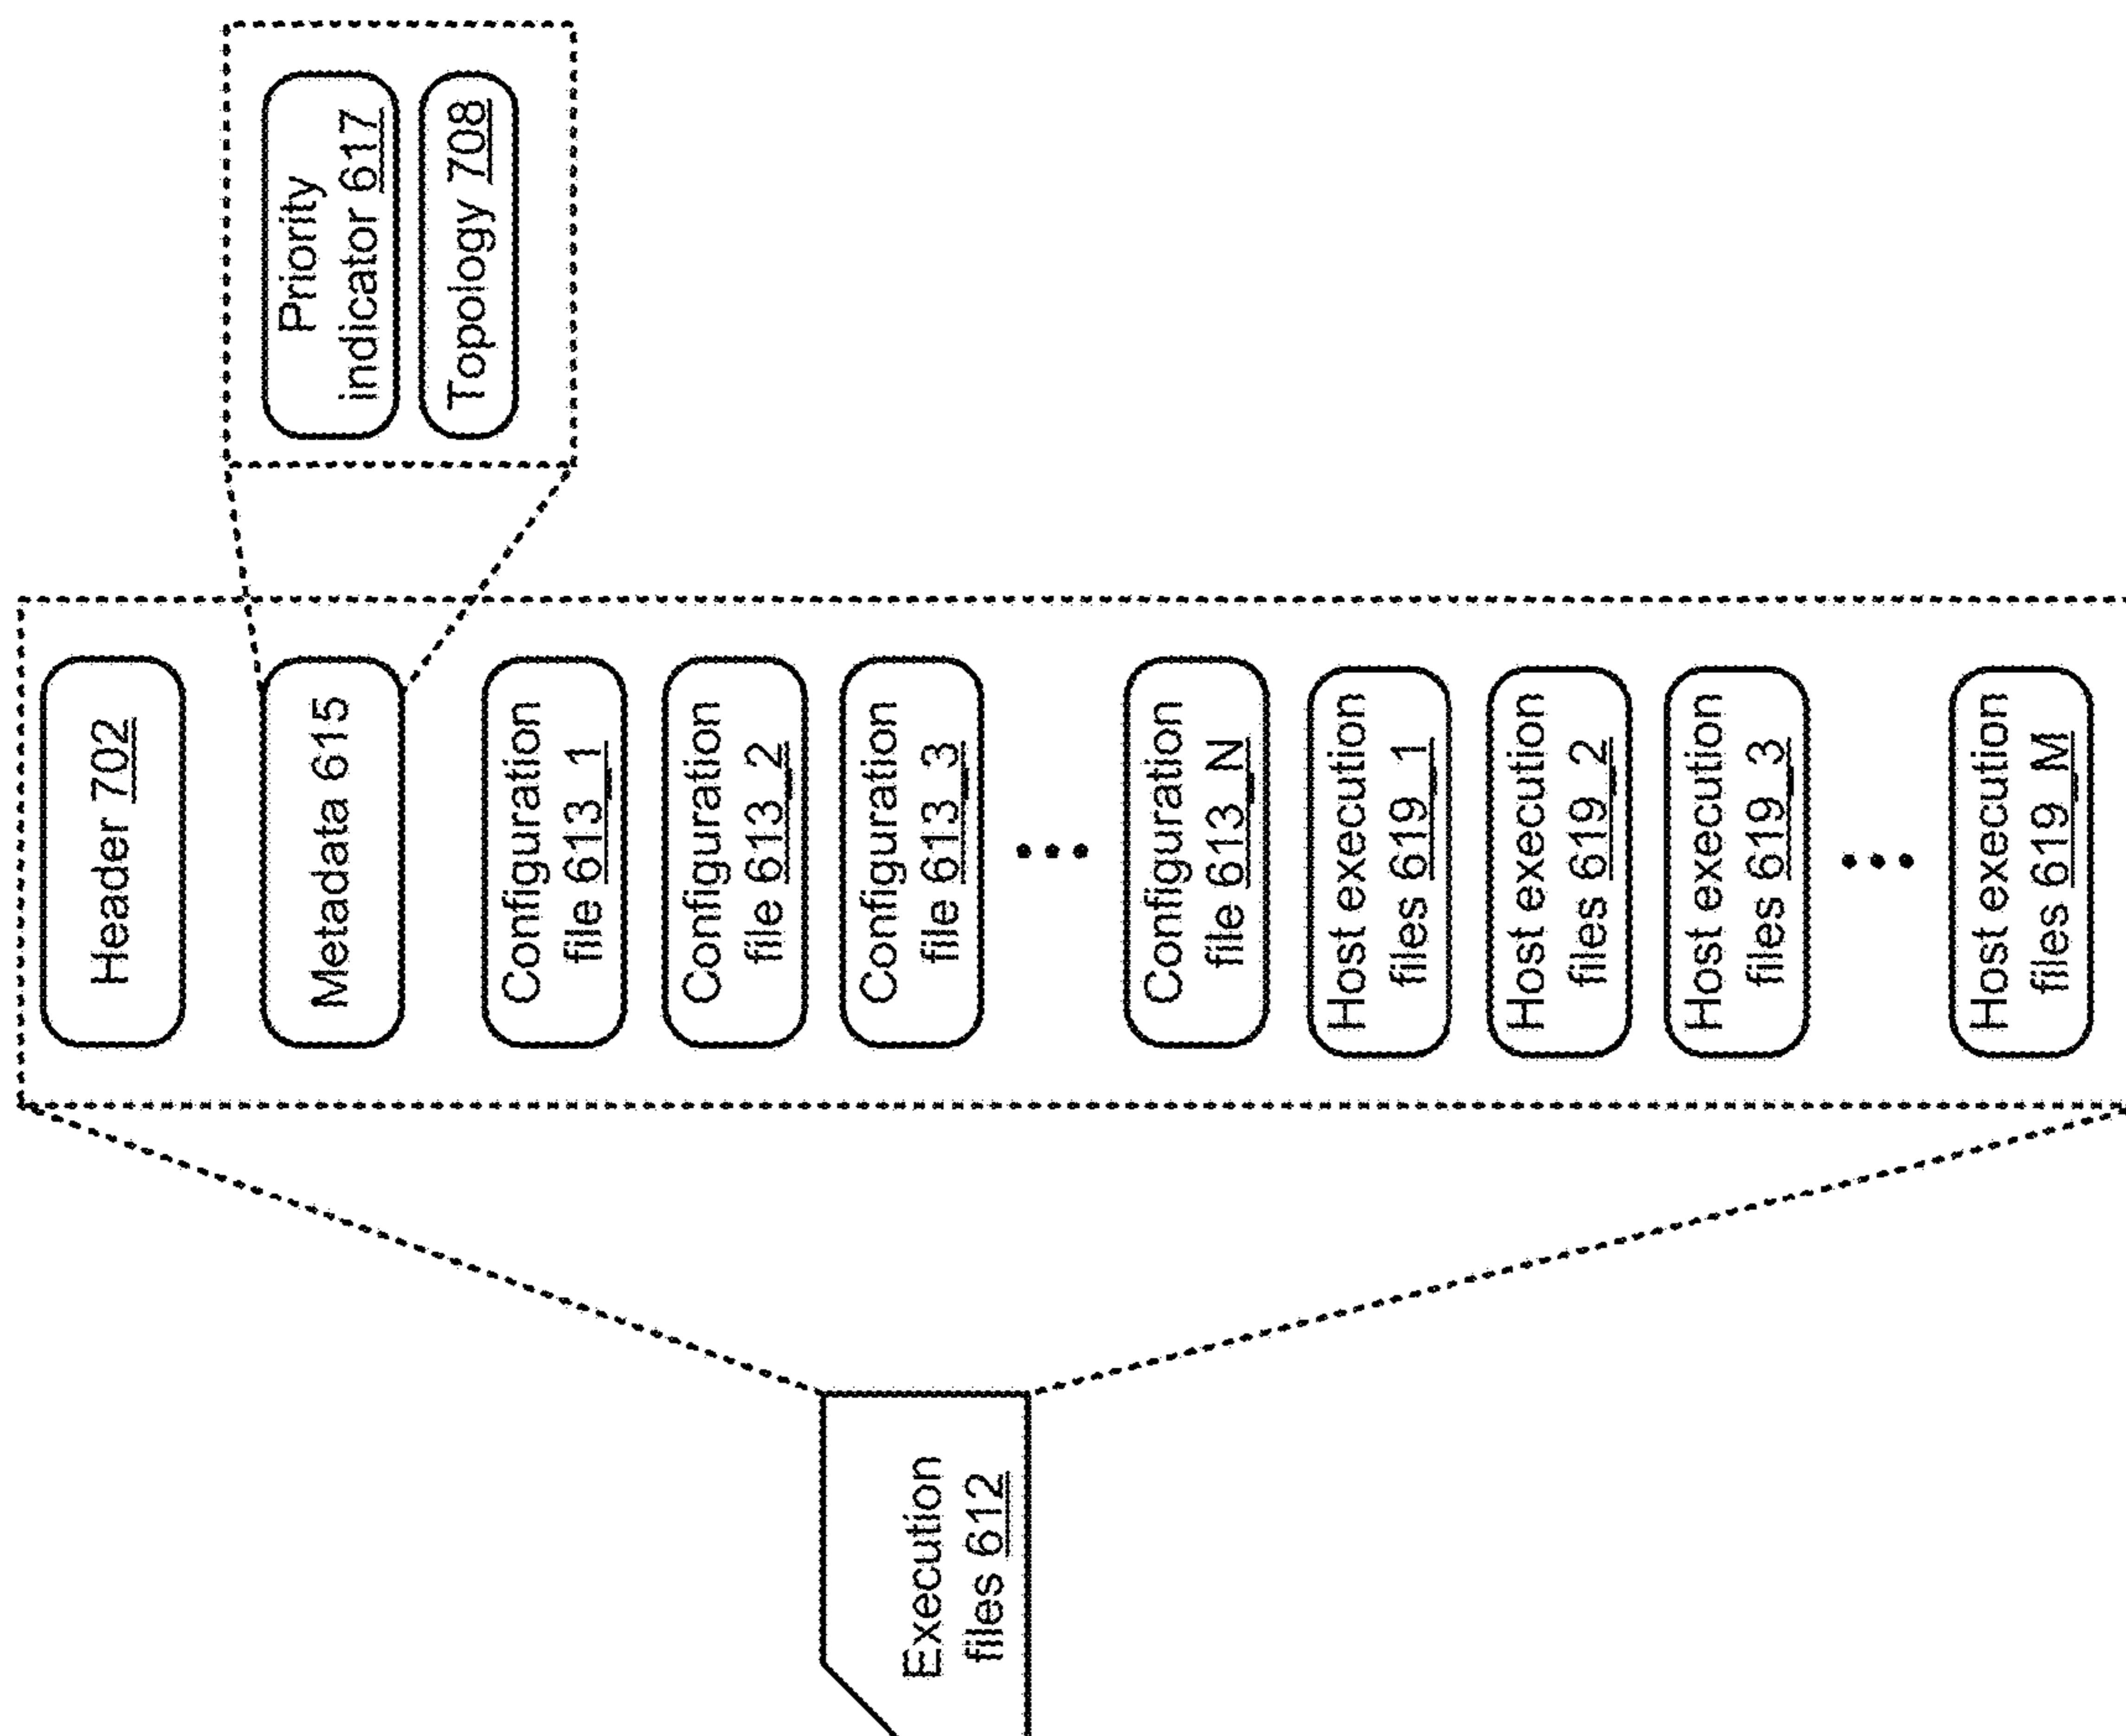 Execution
files 612
Header 702
Metadata 615
Configuration
file 613_1
Configuration
file 613_2
Configuration
file 613_3
Configuration
file 613_N
Host execution
files 619_1
Host execution
files 619_2
Host execution
files 619_3
Host execution
files 619_M
Priority
indicator 617
Topology 708